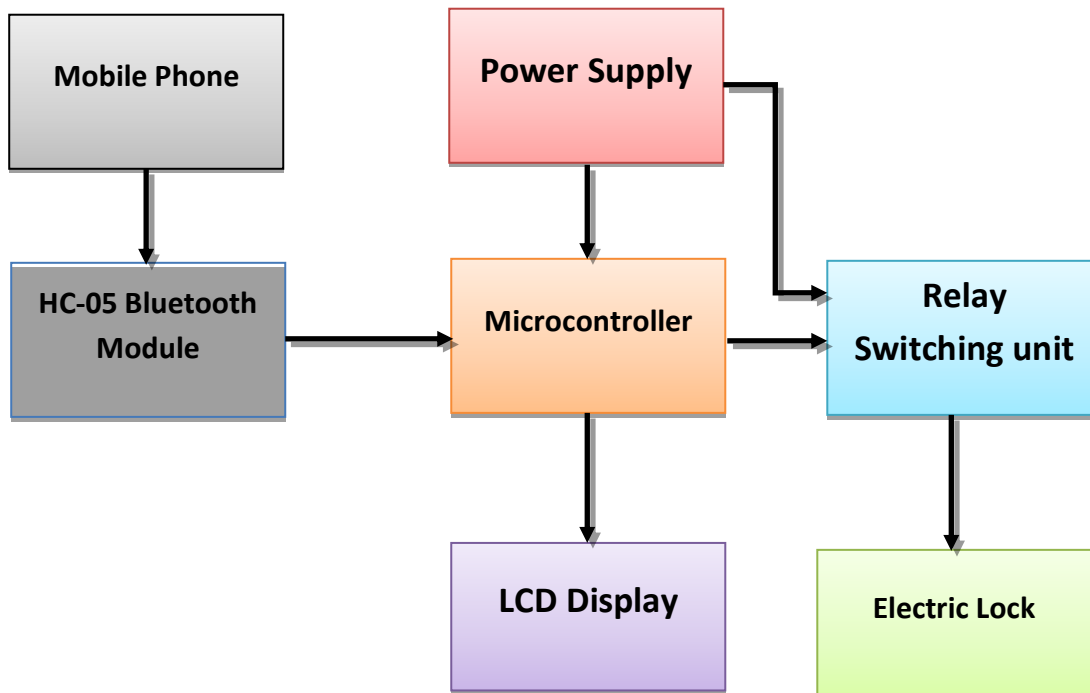 Mobile Phone
Power Supply
HC-05 Bluetooth
Module
Microcontroller
Relay
Switching unit
LCD Display
Electric Lock